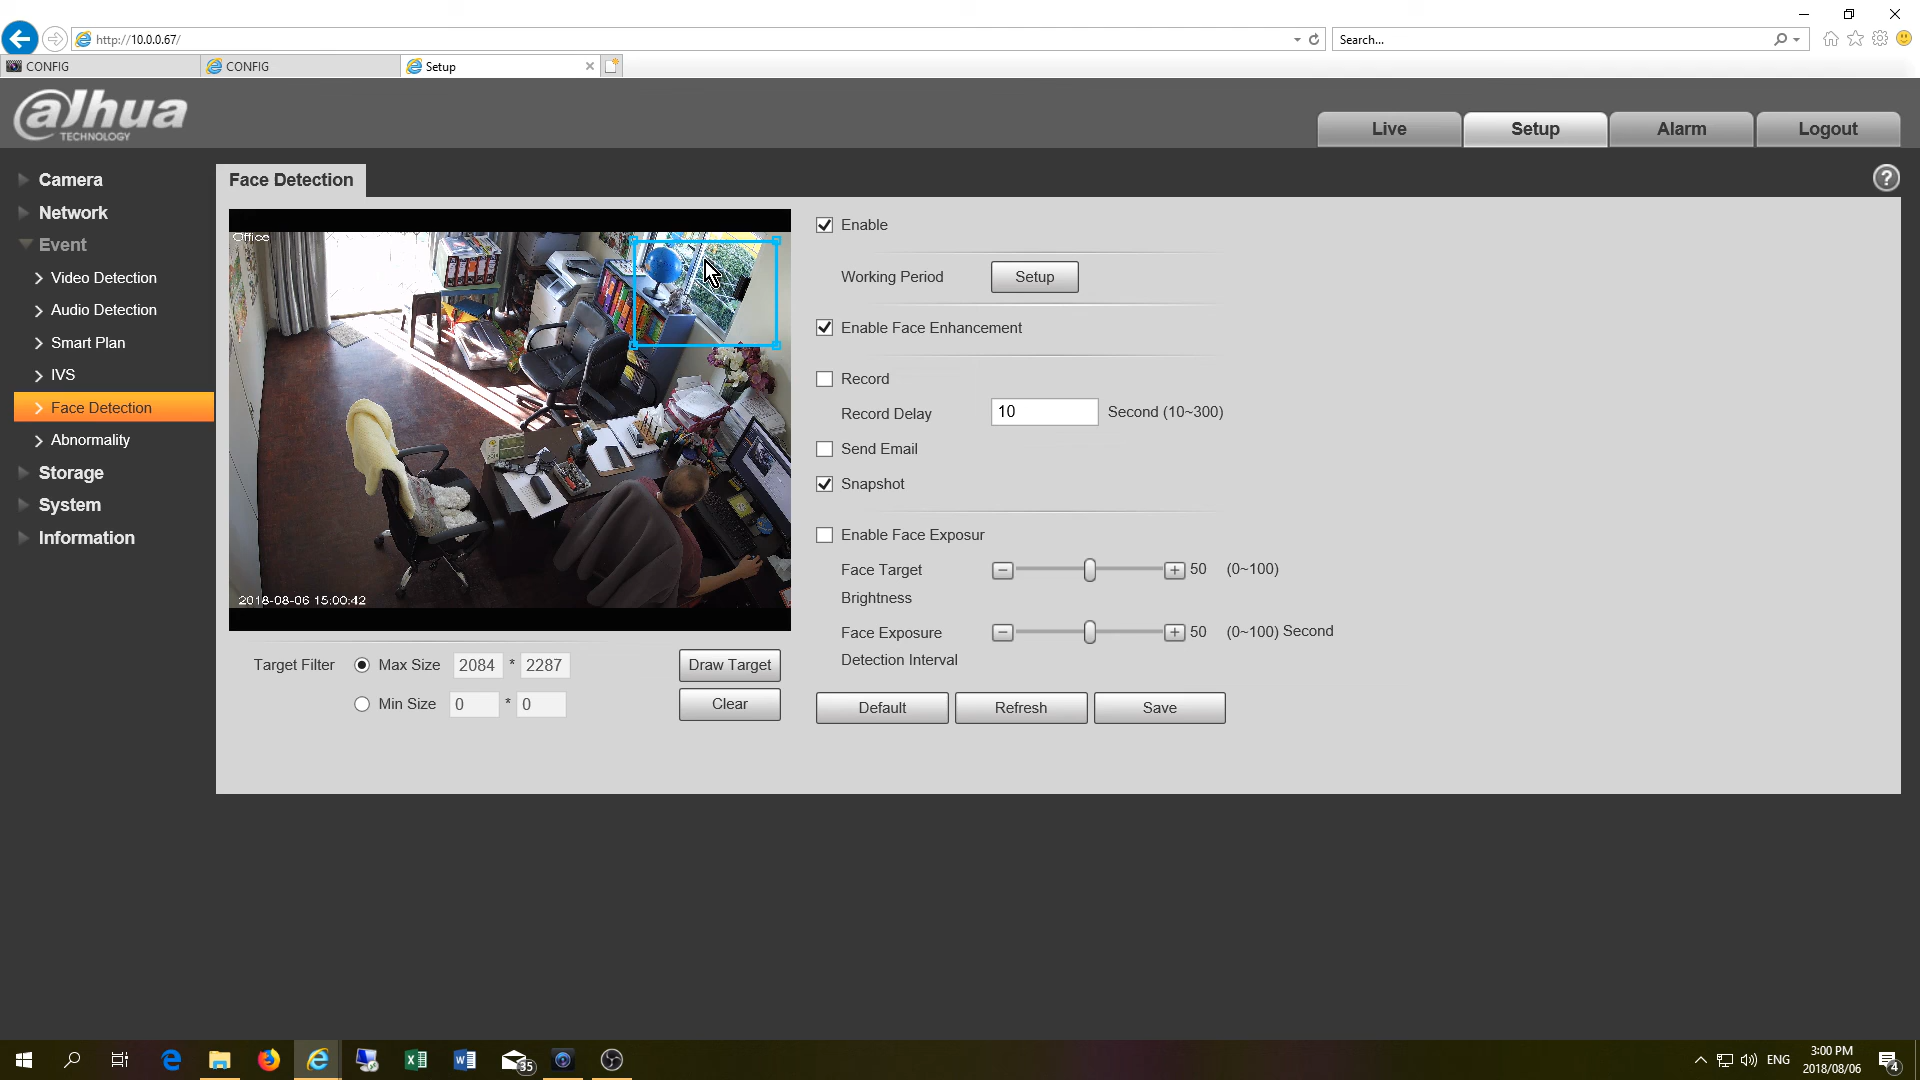 http://10.0.0.67/
Search...
CONFIG
CONFIG
Setup
alhua
TECHNOLOGY
Live
Setup
Alarm
Logout
Camera
Network
Event
Video Detection
Audio Detection
Smart Plan
IVS
Face Detection
Abnormality
Storage
System
Information
Face Detection
?
Office
2018-08-06 15:00:42
Target Filter
Max Size
2084 * 2287
Draw Target
Min Size
0 * 0
Clear
Enable
Working Period
Setup
Enable Face Enhancement
Record
Record Delay
10
Second (10~300)
Send Email
Snapshot
Enable Face Exposur
Face Target
Brightness
50
(0~100)
Face Exposure
Detection Interval
50
(0~100) Second
Default
Refresh
Save
35
ENG
3:00 PM
2018/08/06
4